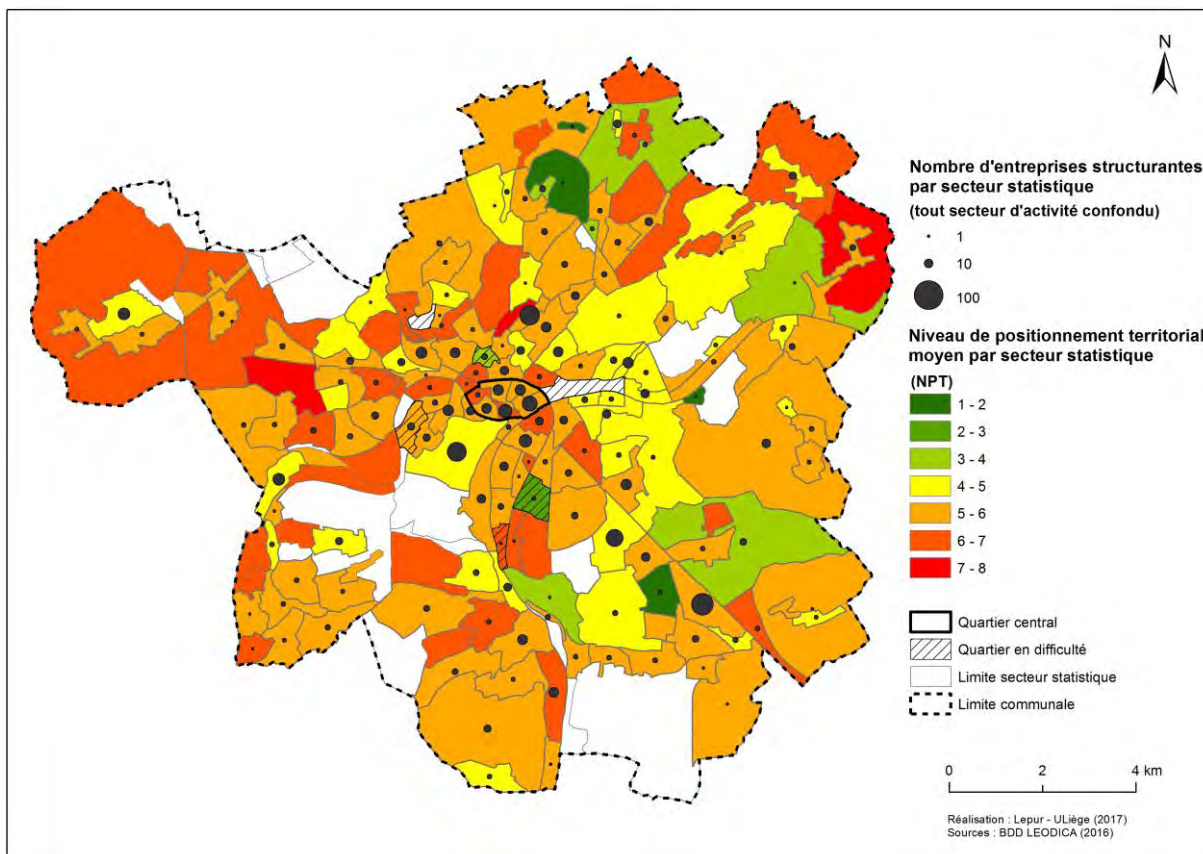 N
Nombre d'entreprises structurantes
par secteur statistique
(tout secteur d'activité confondu)
1
10
100
Niveau de positionnement territorial
moyen par secteur statistique
(NPT)
1 - 2
2 - 3
3 - 4
4 - 5
5 - 6
6 - 7
7 - 8
Quartier central
Quartier en difficulté
Limite secteur statistique
Limite communale
0 2 4 km
Réalisation : Lepur - ULiège (2017)
Sources : BDD LEODICA (2016)